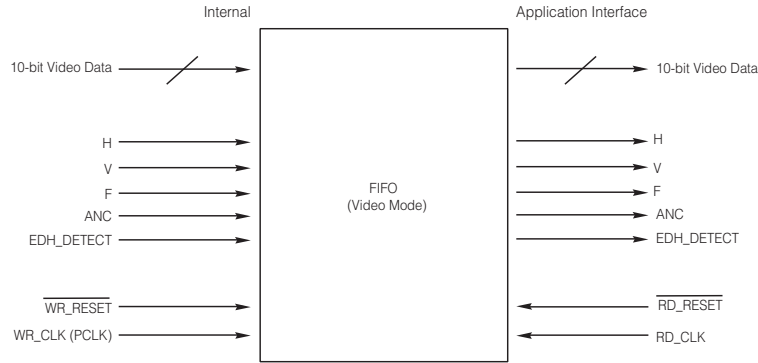 Internal
Application Interface
10-bit Video Data
10-bit Video Data
H
H
V
V
F
F
FIFO
(Video Mode)
ANC
ANC
EDH_DETECT
EDH_DETECT
WR_RESET
RD_RESET
WR_CLK (PCLK)
RD_CLK